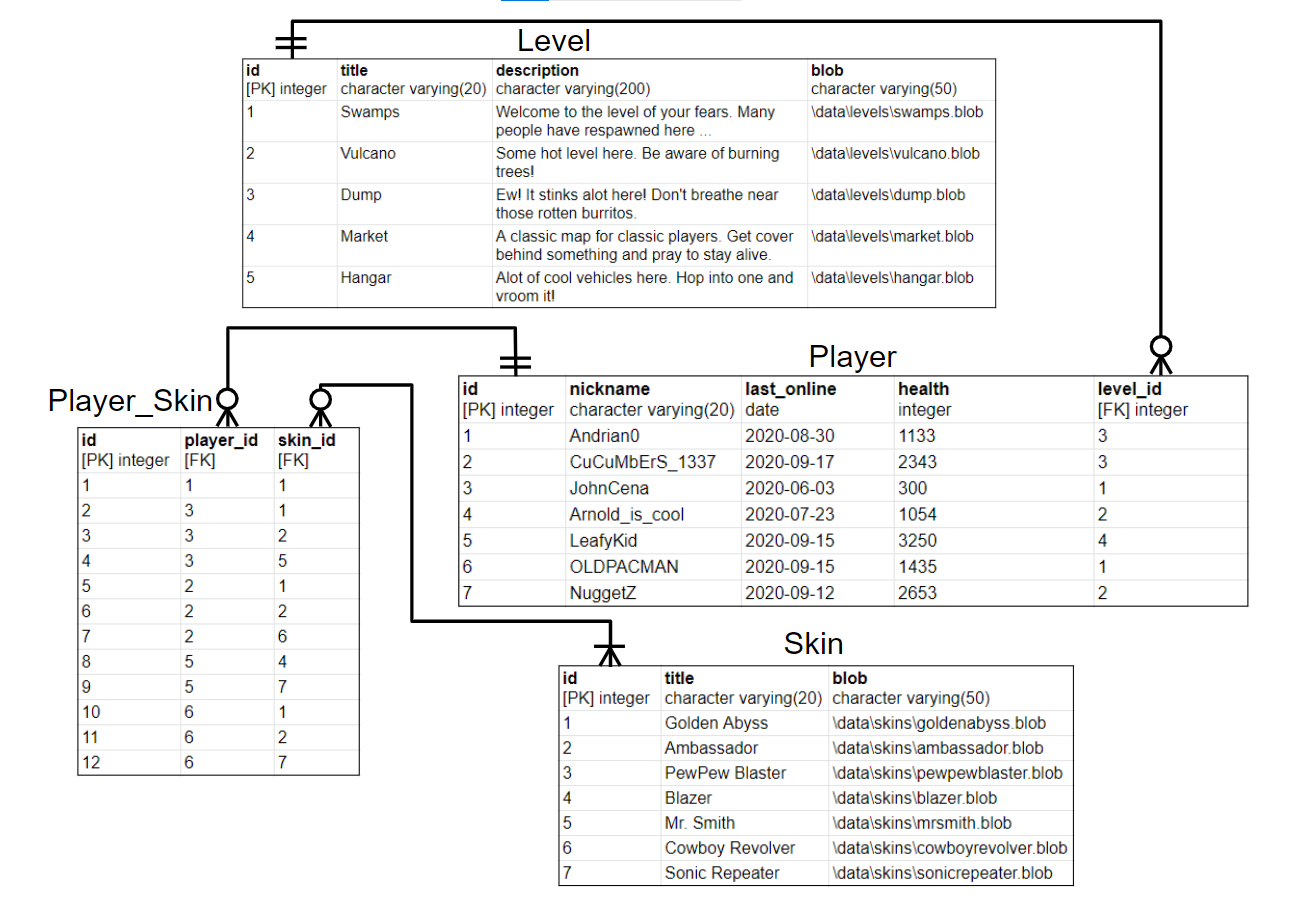 Level
id title description blob
[PK] integer character varying(20) character varying(200) character varying(50)
1 Swamps Welcome to the level of your fears. Many \data\levels\swamps.blob
people have respawned here ...
2 Vulcano Some hot level here. Be aware of burning \data\levels\vulcano.blob
trees!
3 Dump Ew! It stinks alot here! Don't breathe near \data\levels\dump.blob
those rotten burritos.
4 Market A classic map for classic players. Get cover \data\levels\market.blob
behind something and pray to stay alive.
5 Hangar Alot of cool vehicles here. Hop into one and \data\levels\hangar.blob
vroom it!
Player
id nickname last_online health level_id
[PK] integer character varying(20) date integer [FK] integer
1 Andrian0 2020-08-30 1133 3
2 CuCuMbErS_1337 2020-09-17 2343 3
3 JohnCena 2020-06-03 300 1
4 Arnold_is_cool 2020-07-23 1054 2
5 LeafyKid 2020-09-15 3250 4
6 OLDPACMAN 2020-09-15 1435 1
7 NuggetZ 2020-09-12 2653 2
Player_Skin
id player_id skin_id
[PK] integer [FK] [FK]
1 1 1
2 3 1
3 3 2
4 3 5
5 2 1
6 2 2
7 2 6
8 5 4
9 5 7
10 6 1
11 6 2
12 6 7
Skin
id title blob
[PK] integer character varying(20) character varying(50)
1 Golden Abyss \data\skins\goldenabyss.blob
2 Ambassador \data\skins\ambassador.blob
3 PewPew Blaster \data\skins\pewpewblaster.blob
4 Blazer \data\skins\blazer.blob
5 Mr. Smith \data\skins\mrsmith.blob
6 Cowboy Revolver \data\skins\cowboyrevolver.blob
7 Sonic Repeater \data\skins\sonicrepeater.blob